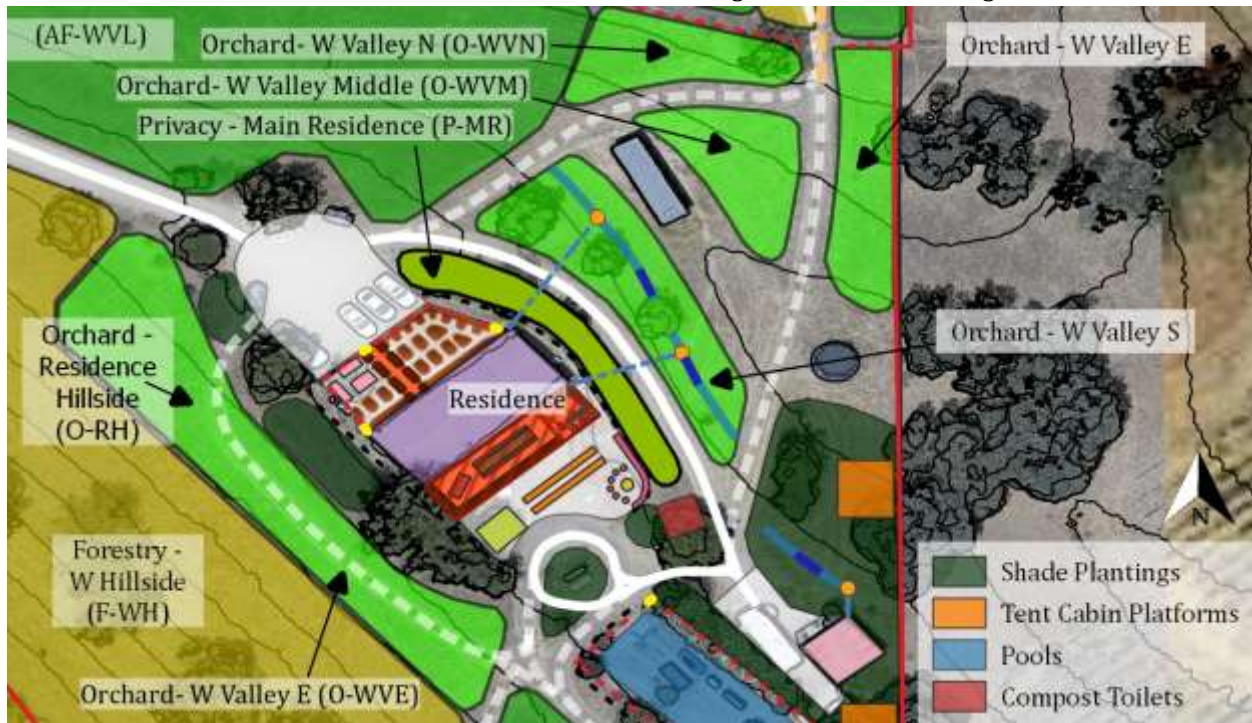 (AF-WVL)
Orchard- W Valley N (O-WVN)
Orchard - W Valley E
Orchard- W Valley Middle (O-WVM)
Privacy - Main Residence (P-MR)
Orchard -
Residence
Hillside
(O-RH)
Residence
Orchard - W Valley S
Forestry -
W Hillside
(F-WH)
Orchard- W Valley E (O-WVE)
N
Shade Plantings
Tent Cabin Platforms
Pools
Compost Toilets